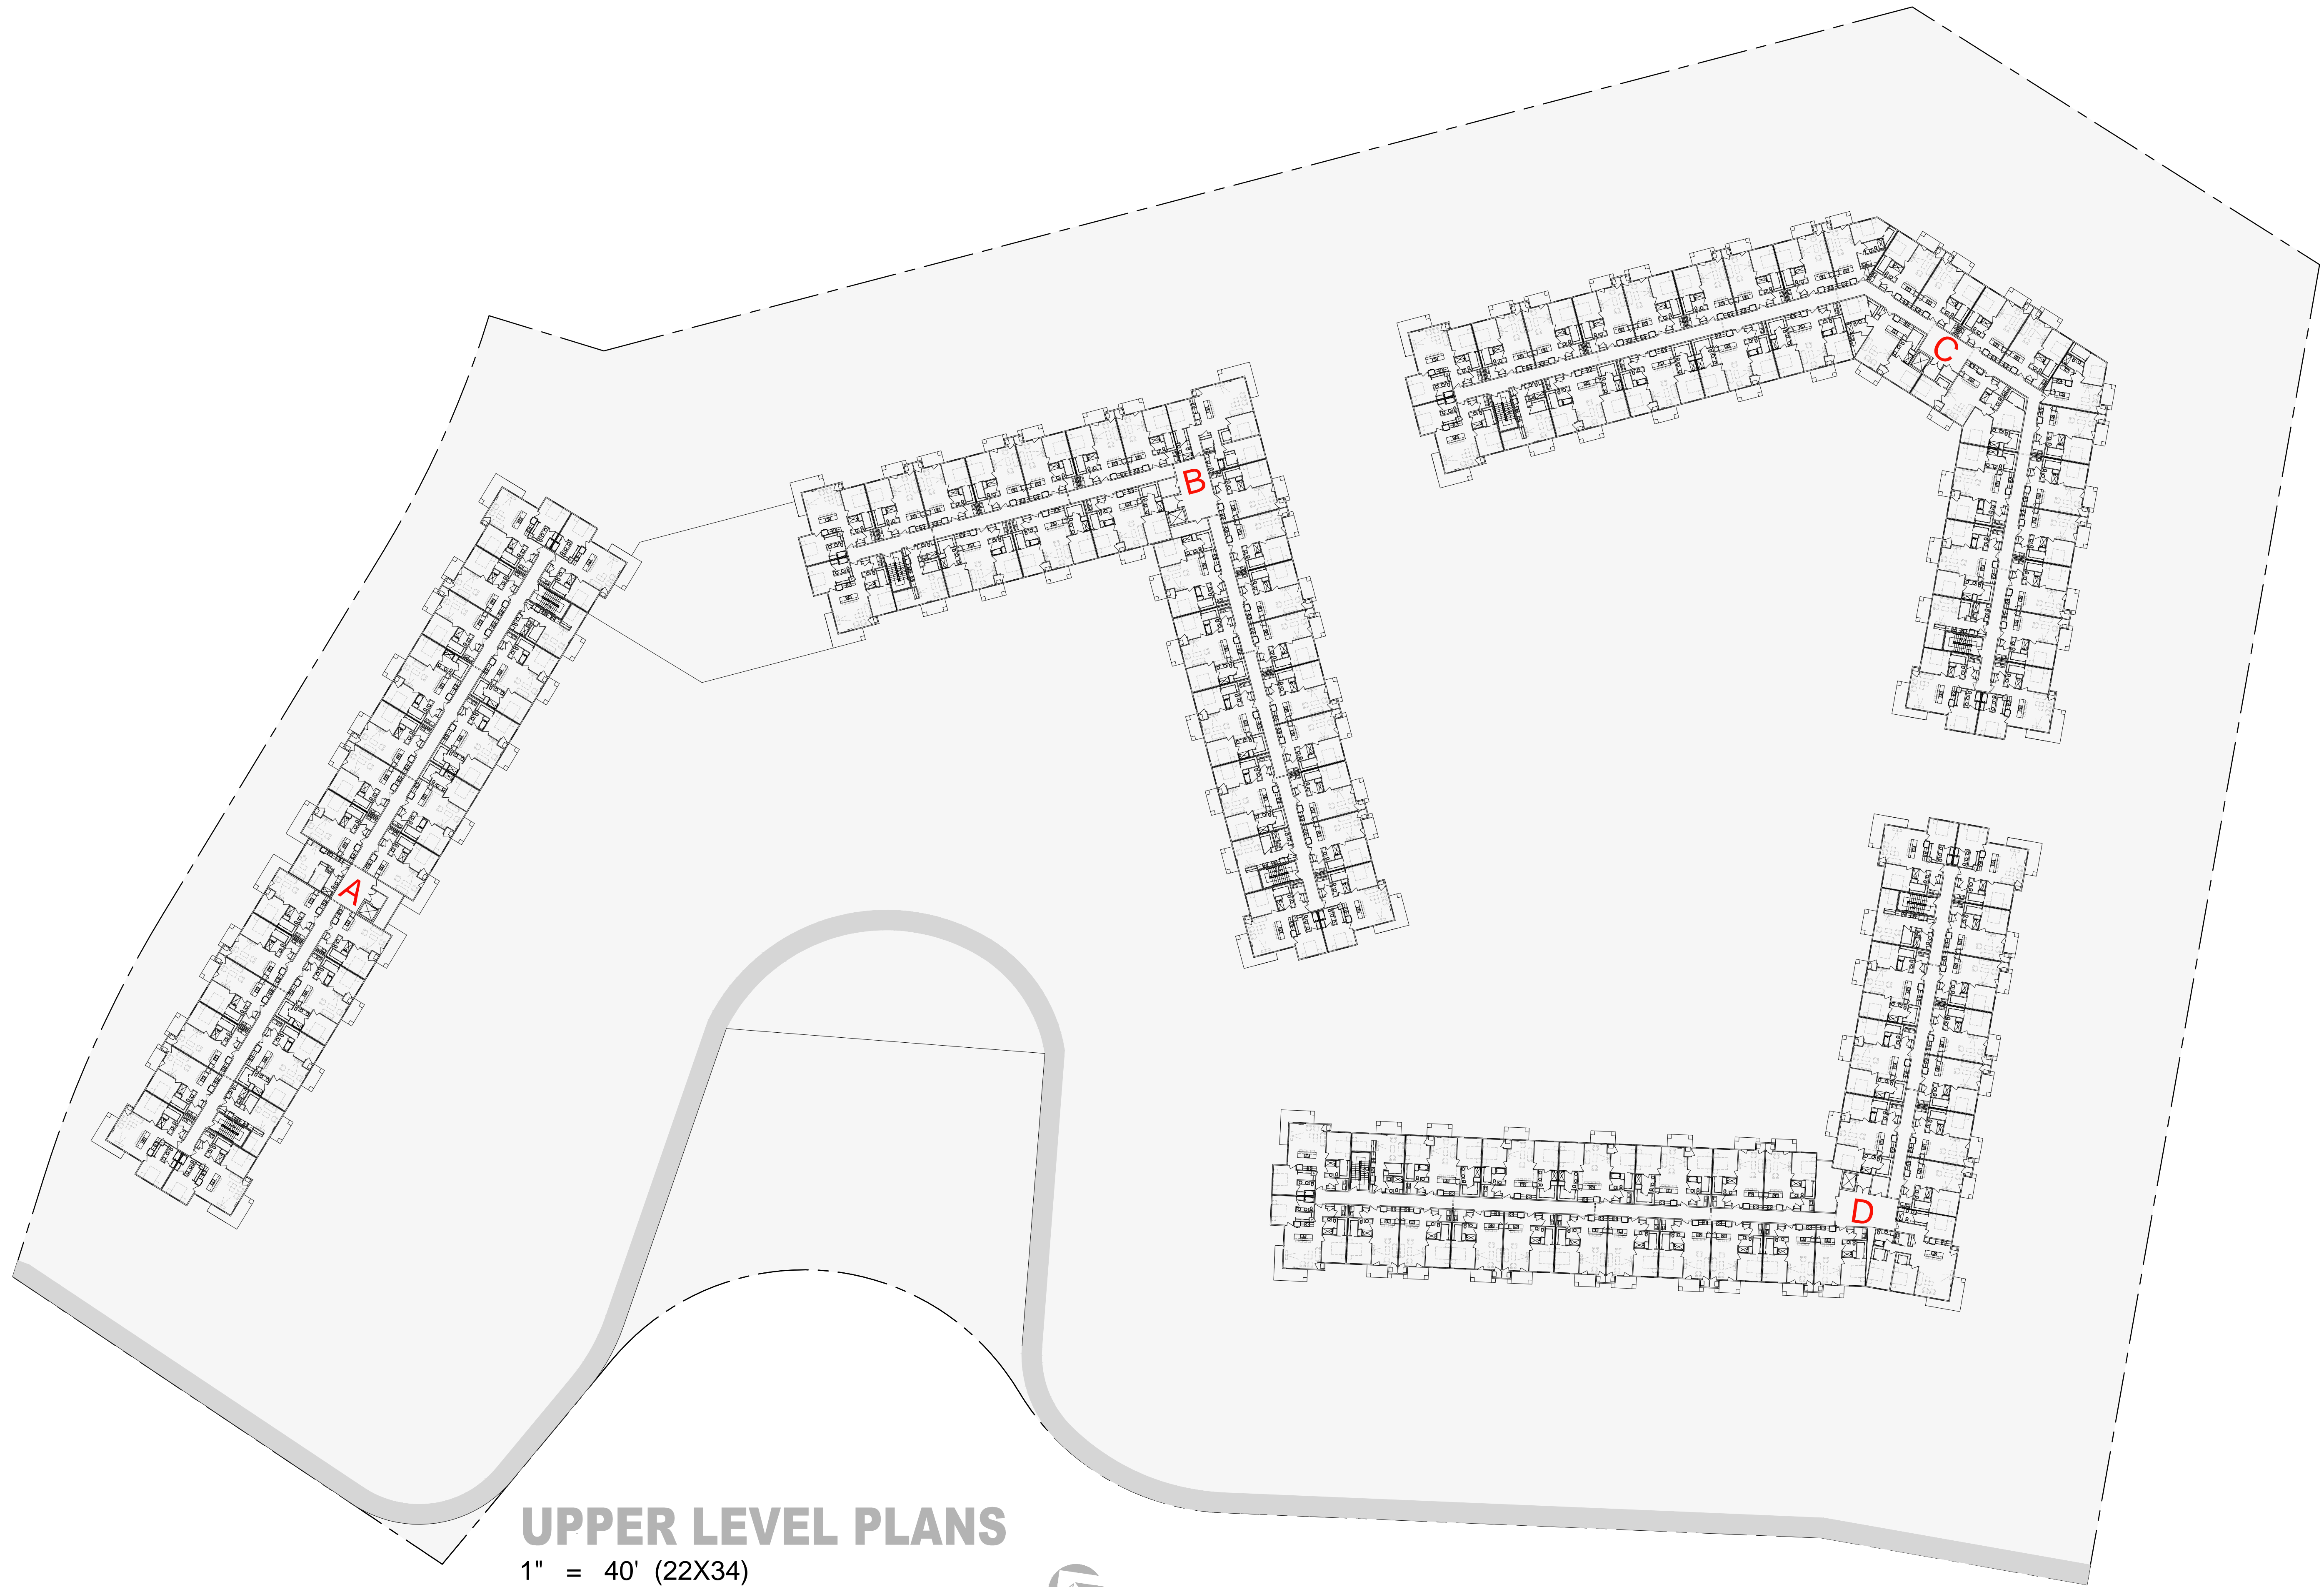 C
B
A
D
UPPER LEVEL PLANS
1" = 40' (22X34)